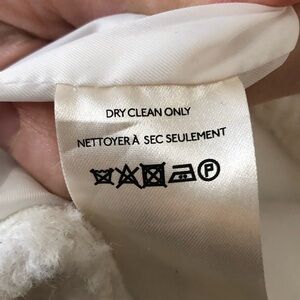 DRY CLEAN ONLY
NETTOYER À SEC SEULEMENT
P